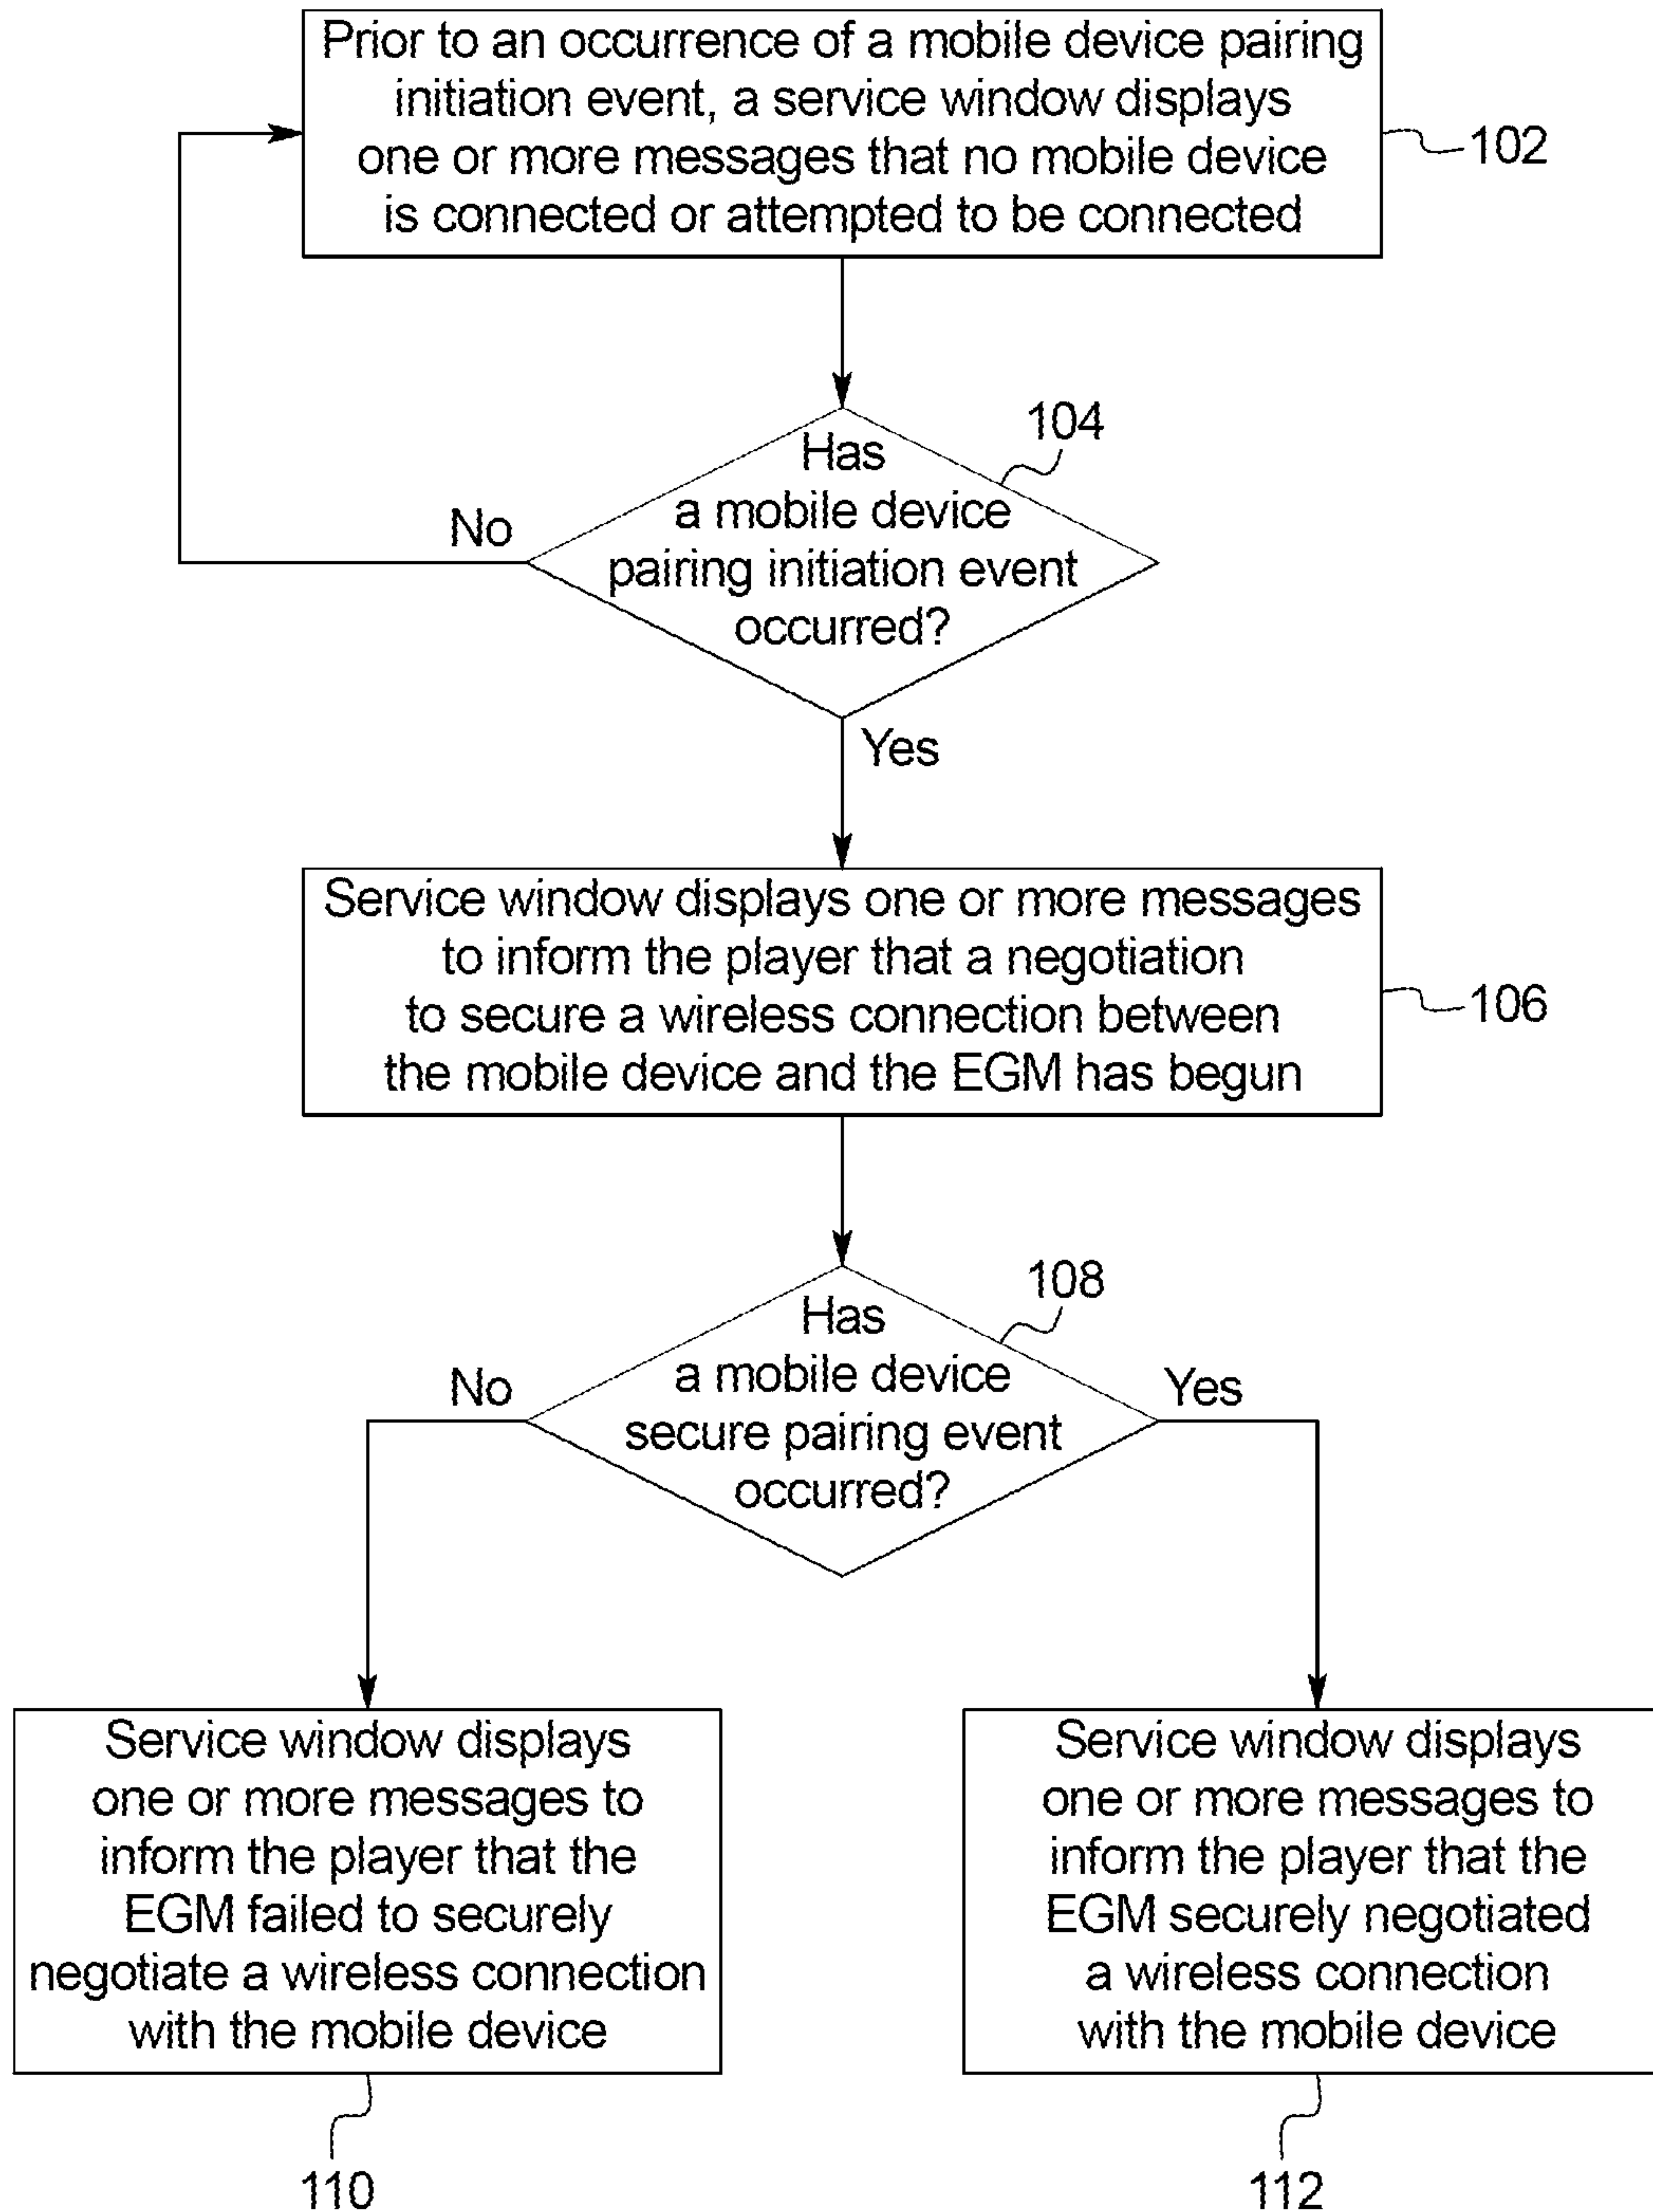 Prior to an occurrence of a mobile device pairing
initiation event, a service window displays
one or more messages that no mobile device
is connected or attempted to be connected
102
104
Has
a mobile device
pairing initiation event
occurred?
No
Yes
Service window displays one or more messages
to inform the player that a negotiation
to secure a wireless connection between
the mobile device and the EGM has begun
106
108
Has
a mobile device
secure pairing event
occurred?
No
Yes
Service window displays
one or more messages to
inform the player that the
EGM failed to securely
negotiate a wireless connection
with the mobile device
110
Service window displays
one or more messages to
inform the player that the
EGM securely negotiated
a wireless connection
with the mobile device
112